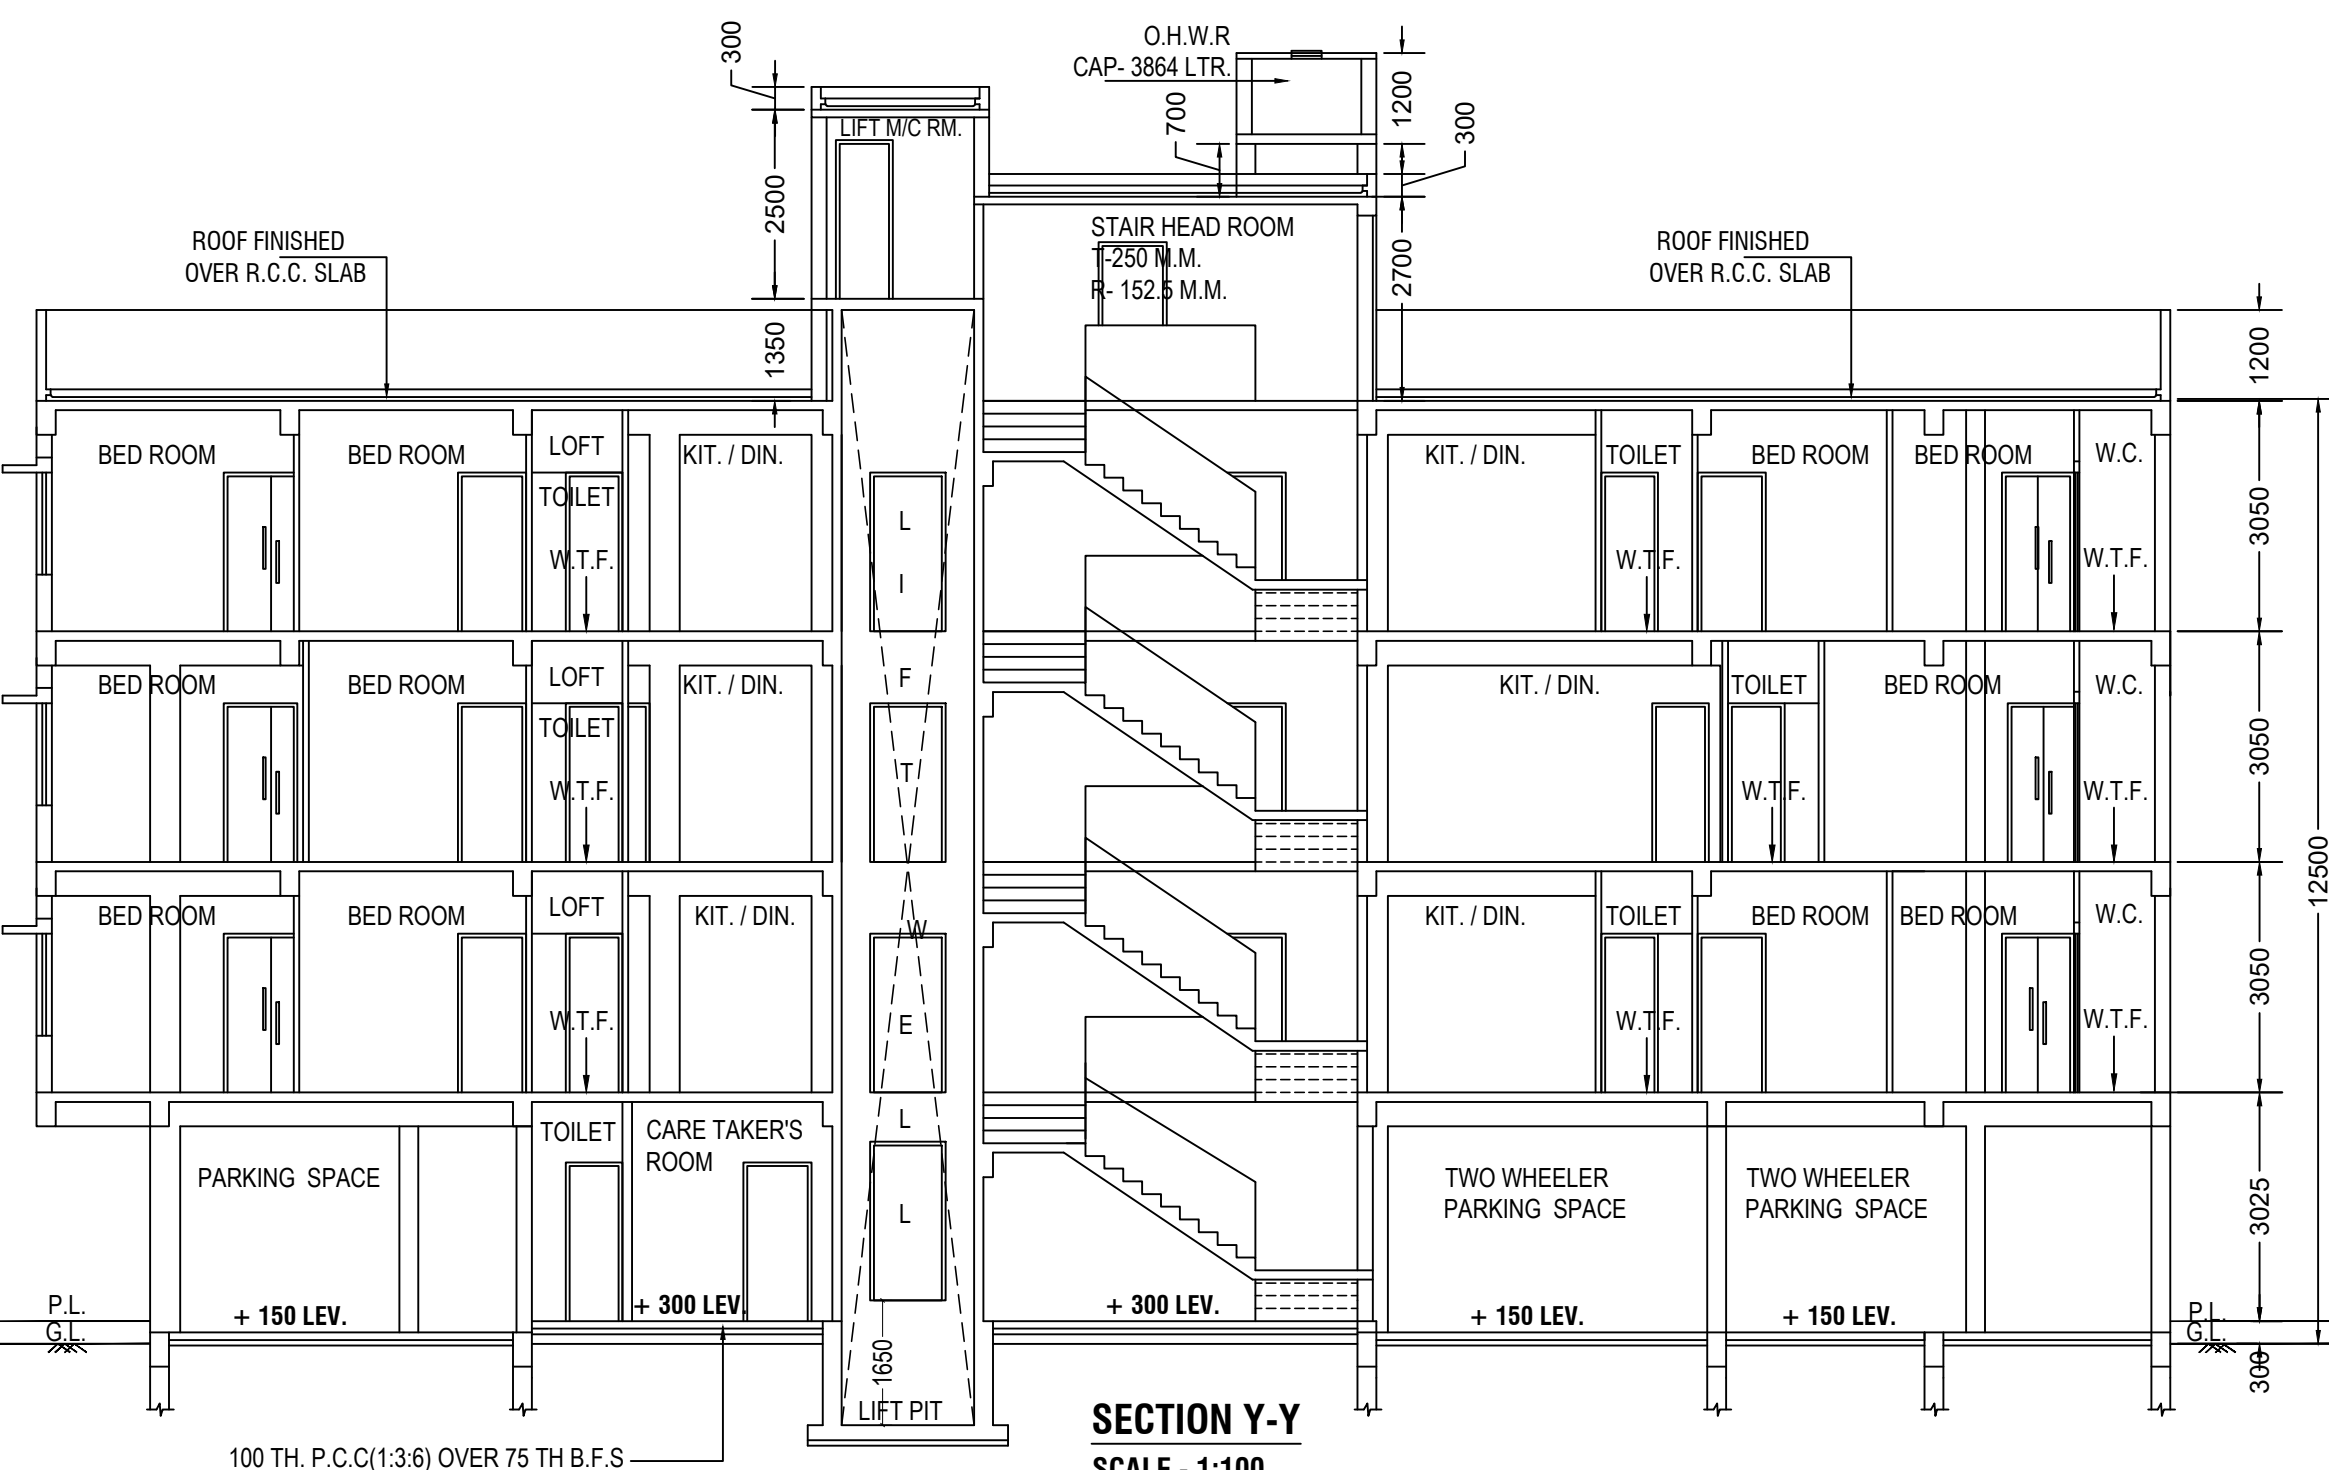 300
O.H.W.R
CAP- 3864 LTR.
1200
700
300
LIFT M/C RM.
2500
STAIR HEAD ROOM
T-250 M.M.
R- 152.5 M.M.
2700
ROOF FINISHED
OVER R.C.C. SLAB
ROOF FINISHED
OVER R.C.C. SLAB
1350
1200
BED ROOM
BED ROOM
LOFT
TOILET
W.T.F.
KIT. / DIN.
KIT. / DIN.
TOILET
W.T.F.
BED ROOM
BED ROOM
W.C.
W.T.F.
3050
BED ROOM
BED ROOM
LOFT
TOILET
W.T.F.
KIT. / DIN.
KIT. / DIN.
TOILET
W.T.F.
BED ROOM
W.C.
W.T.F.
3050
BED ROOM
BED ROOM
LOFT
W.T.F.
KIT. / DIN.
KIT. / DIN.
TOILET
W.T.F.
BED ROOM
BED ROOM
W.C.
W.T.F.
3050
12500
L
I
F
T
W
E
L
L
PARKING SPACE
TOILET
CARE TAKER'S
ROOM
TWO WHEELER
PARKING SPACE
TWO WHEELER
PARKING SPACE
3025
P.L.
G.L.
+ 150 LEV.
+ 300 LEV.
+ 300 LEV.
+ 150 LEV.
+ 150 LEV.
P.L.
G.L.
300
1650
LIFT PIT
100 TH. P.C.C(1:3:6) OVER 75 TH B.F.S
SECTION Y-Y
SCALE - 1:100